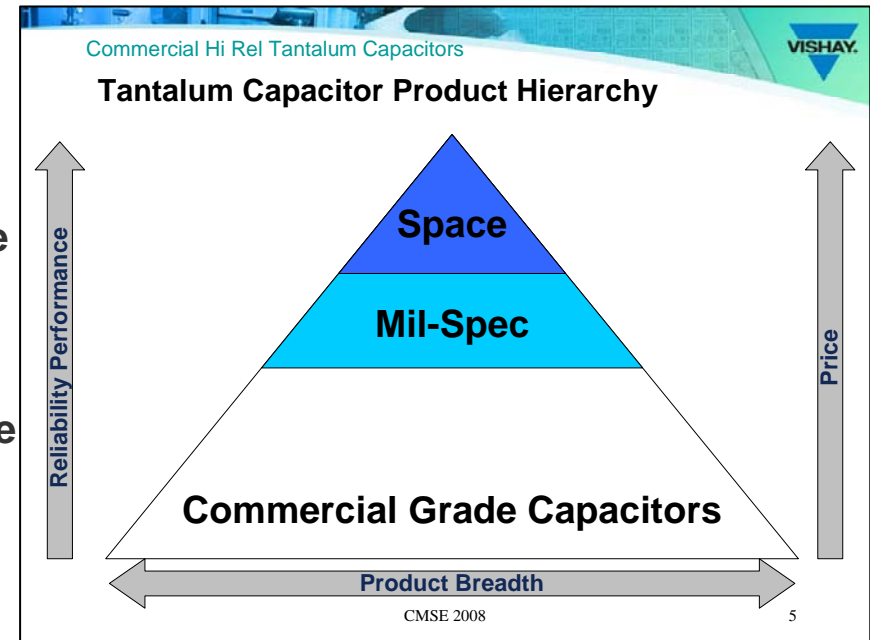 Commercial Hi Rel Tantalum Capacitors
VISHAY.
Tantalum Capacitor Product Hierarchy
Reliability Performance
Space
Mil-Spec
Commercial Grade Capacitors
Price
Product Breadth
CMSE 2008
5
e
e